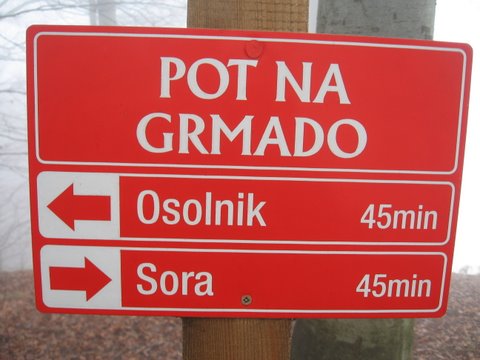 POT NA
GRMADO
Osolnik 45min
Sora 45min